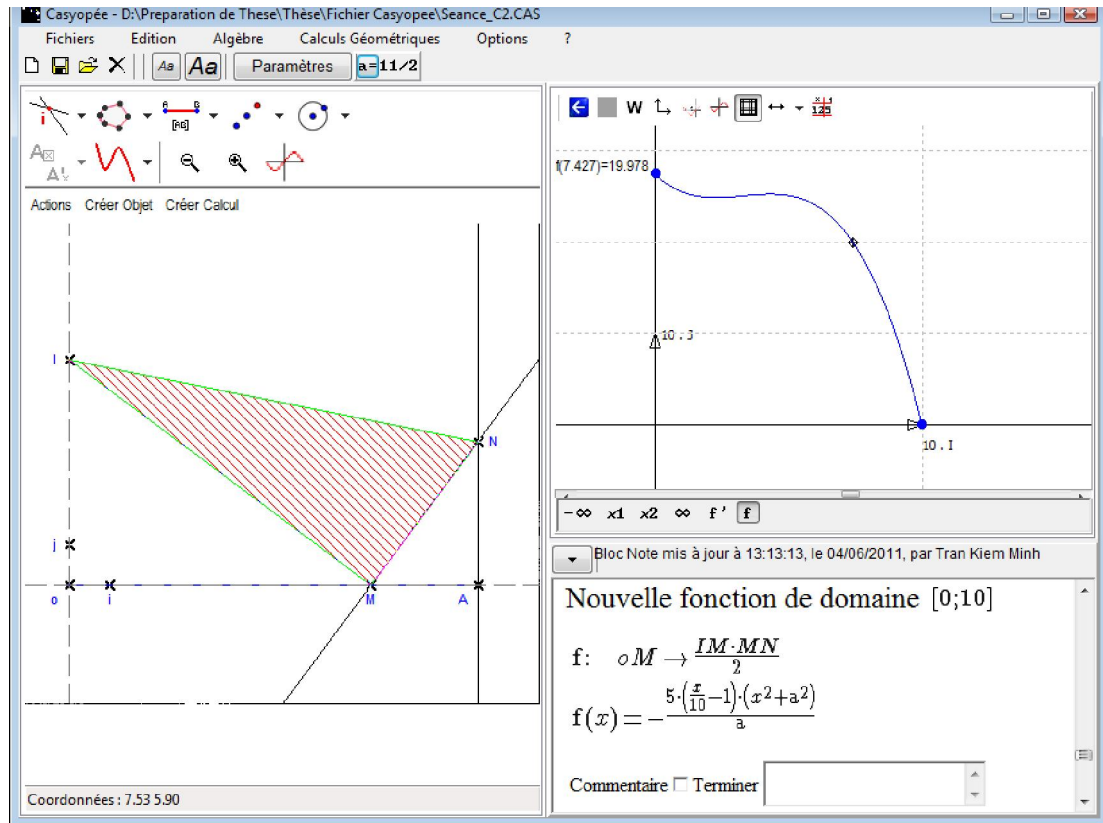 Casyopée - D:\Preparation de These\Thèse\Fichier Casyopee\Seance_C2.CAS
Fichiers Edition Algèbre Calculs Géométriques Options ?
Aa Aa Paramètres a=11/2
i A B [AB]
A A'
Actions Créer Objet Créer Calcul
I
N
j
o i M A
Coordonnées : 7.53 5.90
W
f(7.427)=19.978
10 . J
10 . I
-∞ x1 x2 ∞ f' f
Bloc Note mis à jour à 13:13:13, le 04/06/2011, par Tran Kiem Minh
Nouvelle fonction de domaine [0;10]
f: oM → IM·MN/2
f(x)=-5·(x/10-1)·(x²+a²)/a
Commentaire Terminer